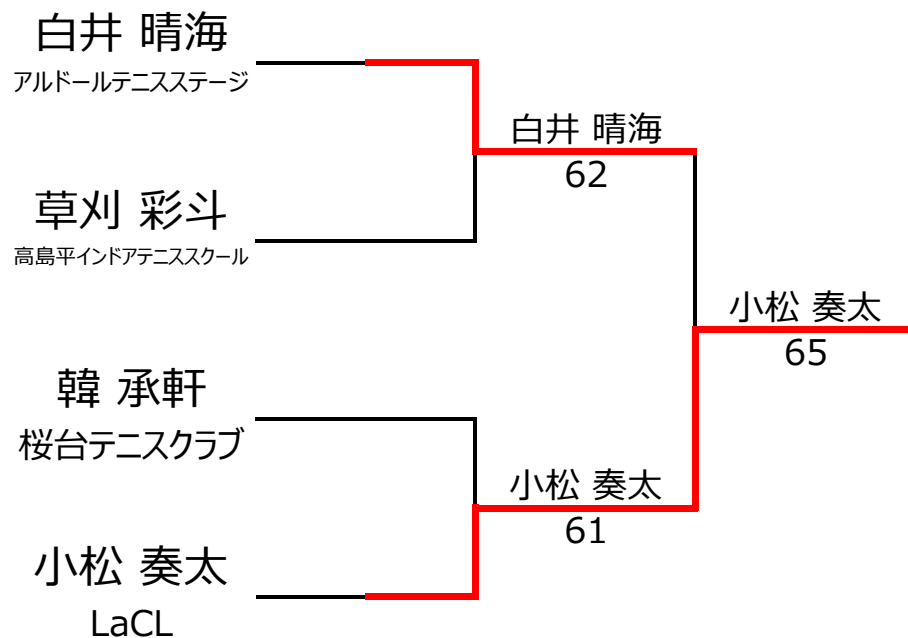 白井 晴海
アルドールテニスステージ
白井 晴海
62
草刈 彩斗
高島平インドアテニススクール
小松 奏太
65
韓 承軒
桜台テニスクラブ
小松 奏太
61
小松 奏太
LaCL